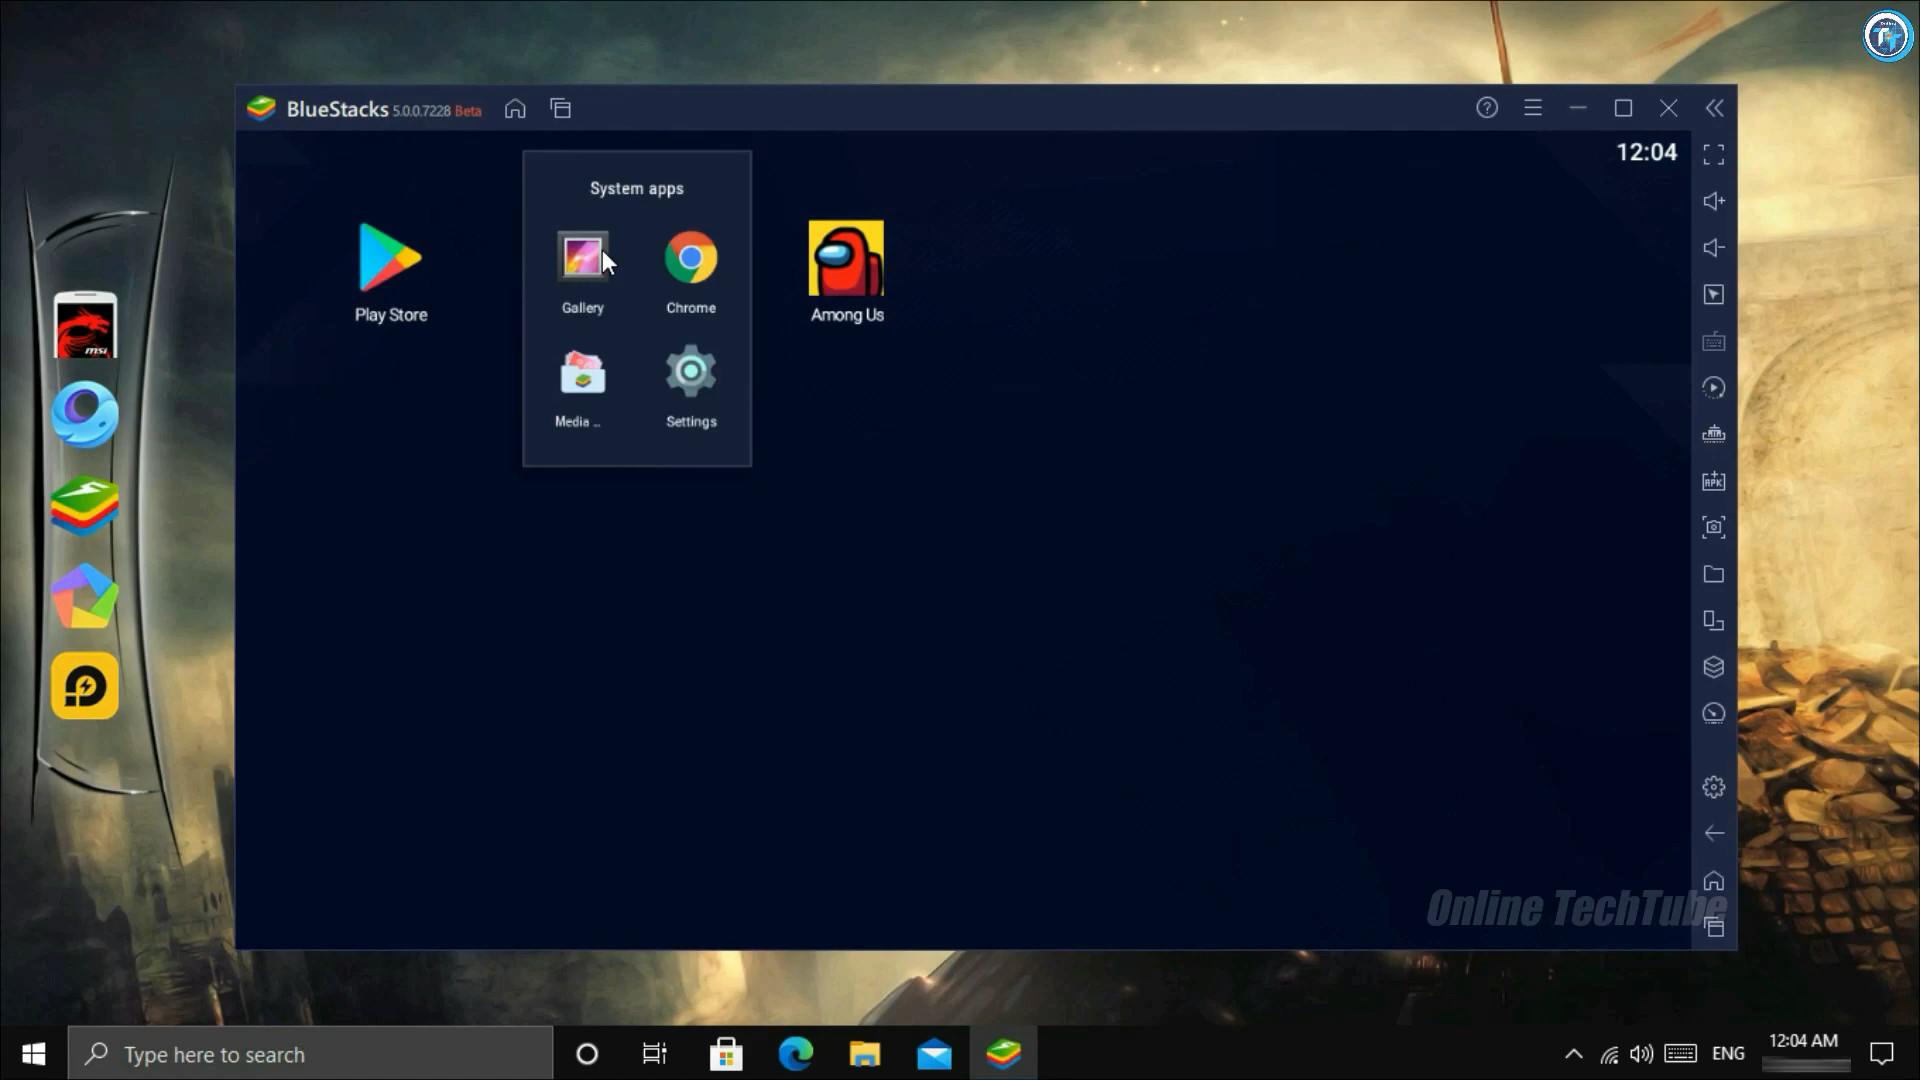 BlueStacks 5.0.0.7228 Beta
12:04
System apps
Gallery
Chrome
Media ...
Settings
Play Store
Among Us
msi
APK
Online TechTube
Type here to search
ENG
12:04 AM